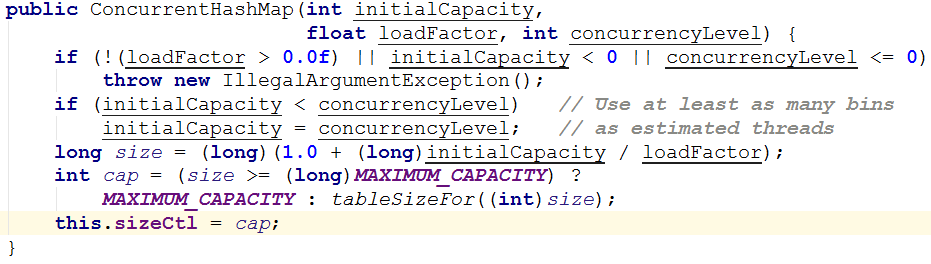 public ConcurrentHashMap(int initialCapacity,
                         float loadFactor, int concurrencyLevel) {
    if (!(loadFactor > 0.0f) || initialCapacity < 0 || concurrencyLevel <= 0)
        throw new IllegalArgumentException();
    if (initialCapacity < concurrencyLevel)   // Use at least as many bins
        initialCapacity = concurrencyLevel;   // as estimated threads
    long size = (long)(1.0 + (long)initialCapacity / loadFactor);
    int cap = (size >= (long)MAXIMUM_CAPACITY) ?
        MAXIMUM_CAPACITY : tableSizeFor((int)size);
    this.sizeCtl = cap;
}